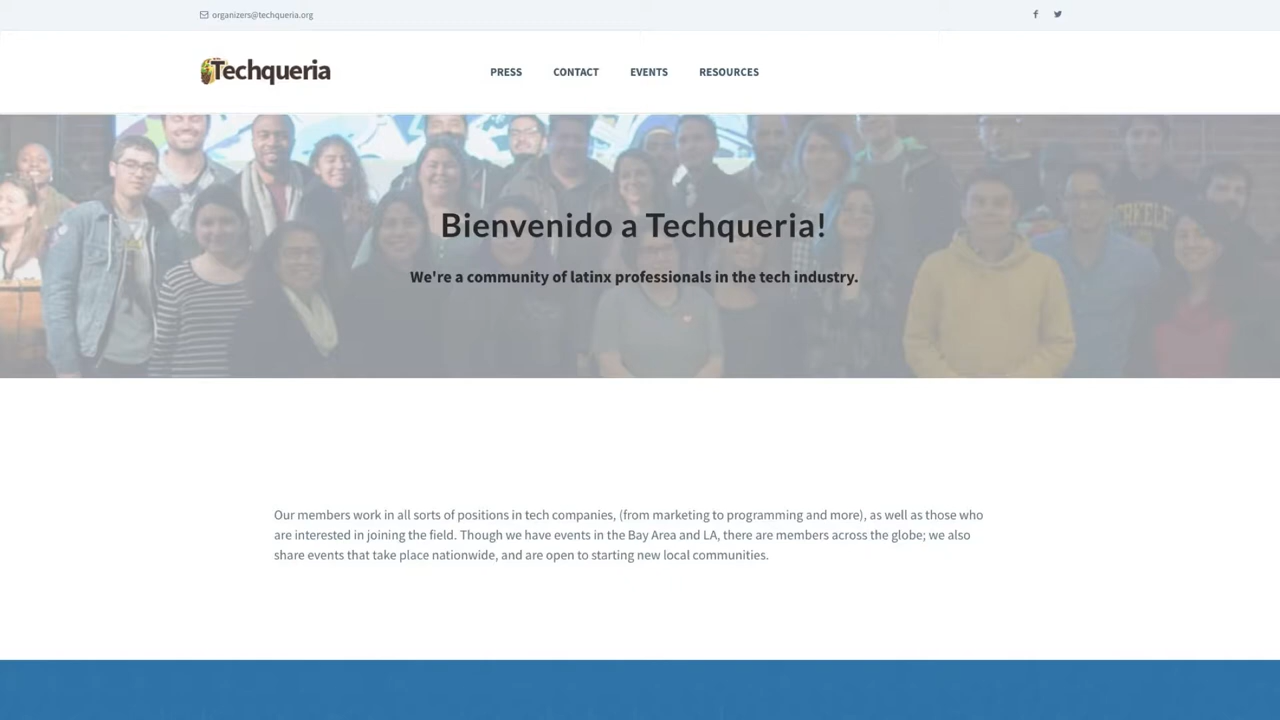 organizers@techqueria.org
Techqueria
PRESS CONTACT EVENTS RESOURCES
Bienvenido a Techqueria!
We're a community of latinx professionals in the tech industry.
Our members work in all sorts of positions in tech companies, (from marketing to programming and more), as well as those who
are interested in joining the field. Though we have events in the Bay Area and LA, there are members across the globe; we also
share events that take place nationwide, and are open to starting new local communities.